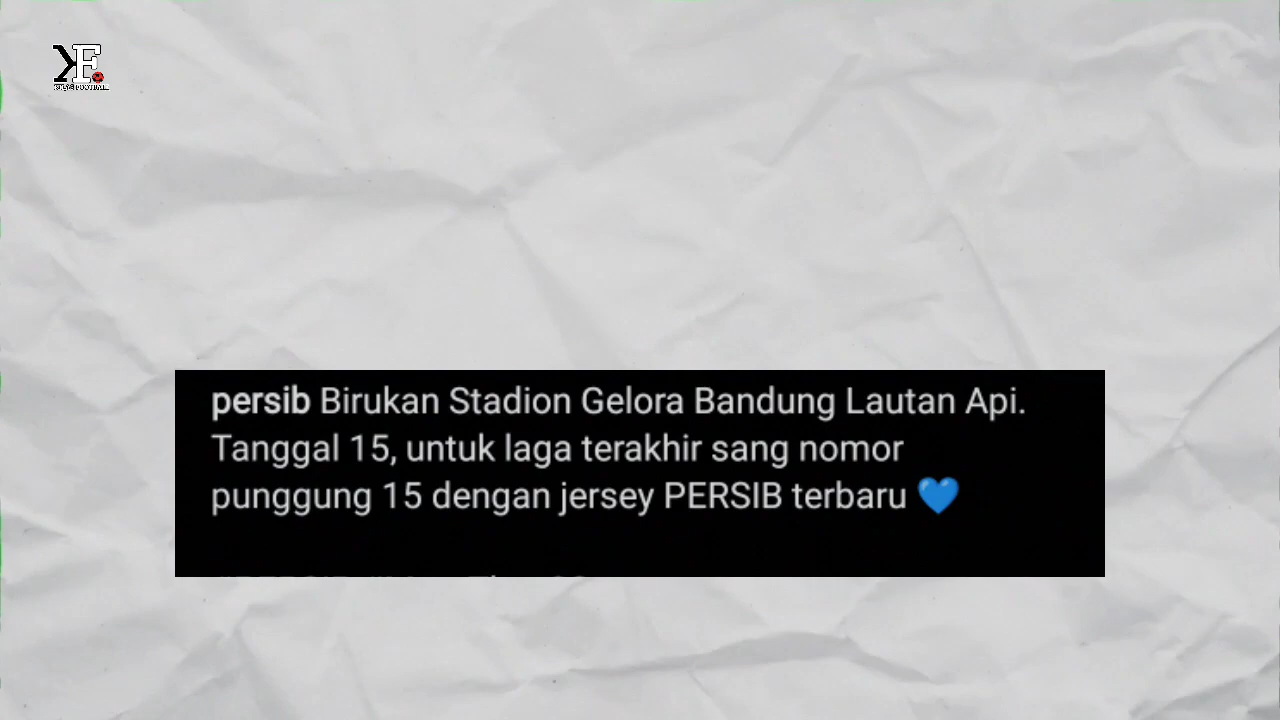 KF
persib Birukan Stadion Gelora Bandung Lautan Api.
Tanggal 15, untuk laga terakhir sang nomor
punggung 15 dengan jersey PERSIB terbaru 💙